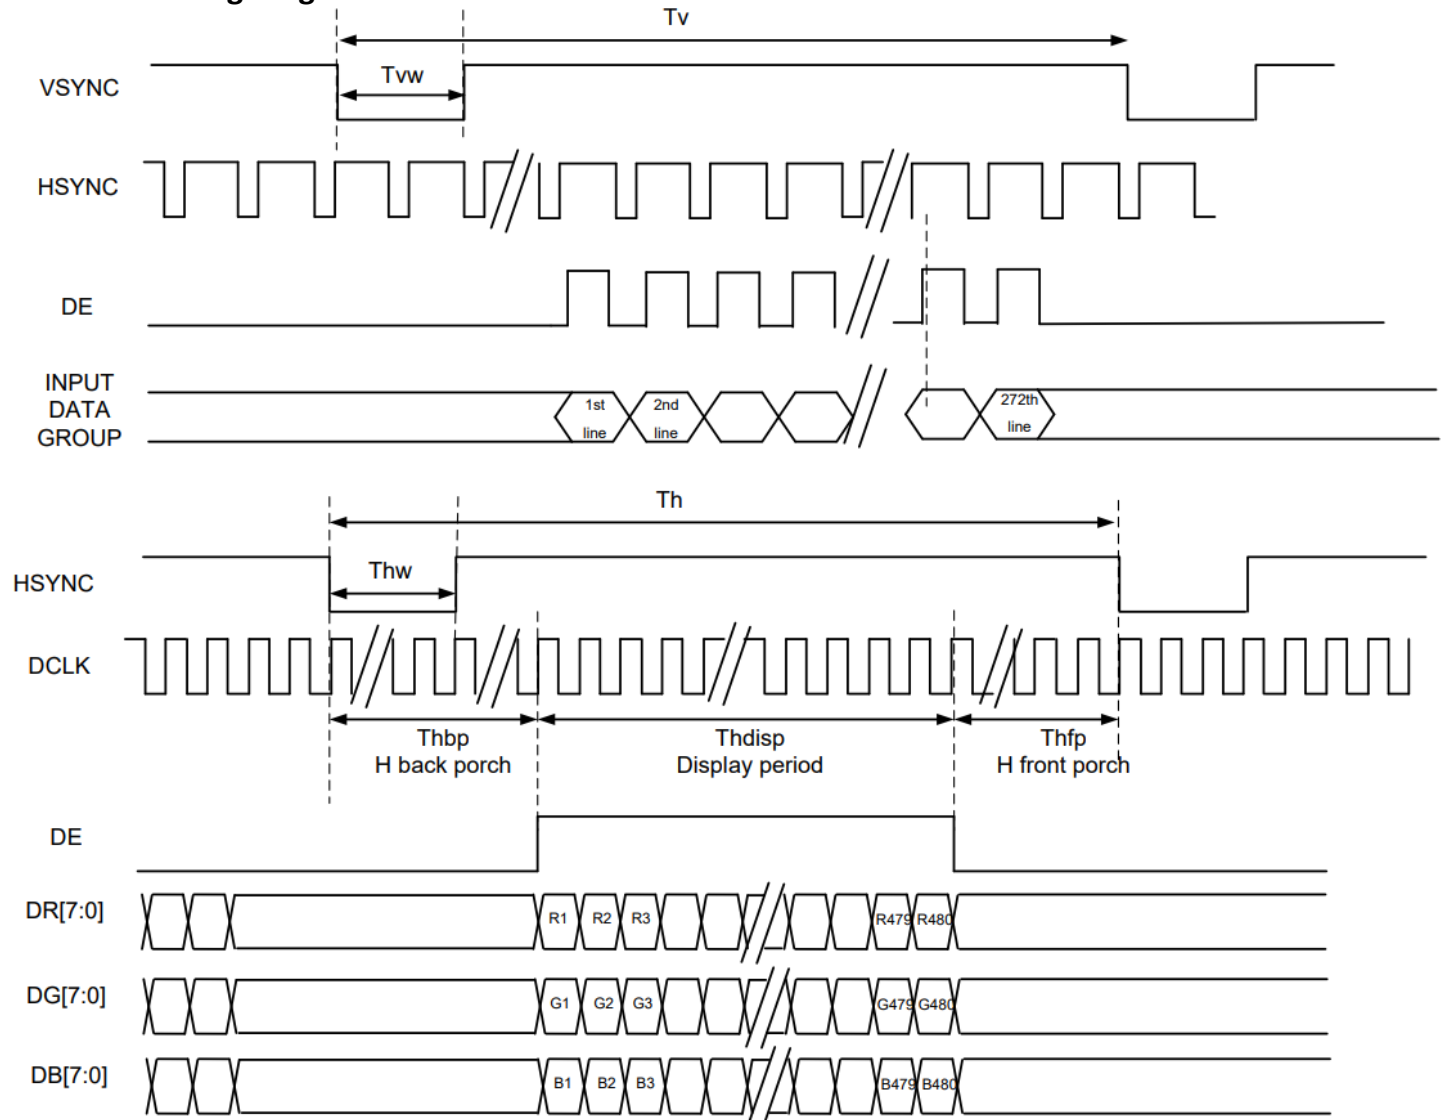 Tv
Tvw
VSYNC
HSYNC
DE
INPUT
DATA
GROUP
1st
line
2nd
line
272th
line
Th
Thw
HSYNC
DCLK
Thbp
H back porch
Thdisp
Display period
Thfp
H front porch
DE
DR[7:0]
R1 R2 R3 R479 R480
DG[7:0]
G1 G2 G3 G479 G480
DB[7:0]
B1 B2 B3 B479 B480